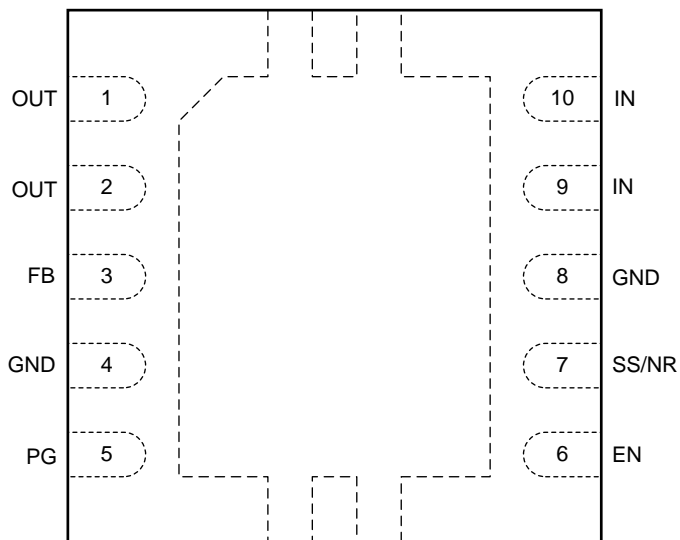 OUT 1 10 IN
OUT 2 9 IN
FB 3 8 GND
GND 4 7 SS/NR
PG 5 6 EN